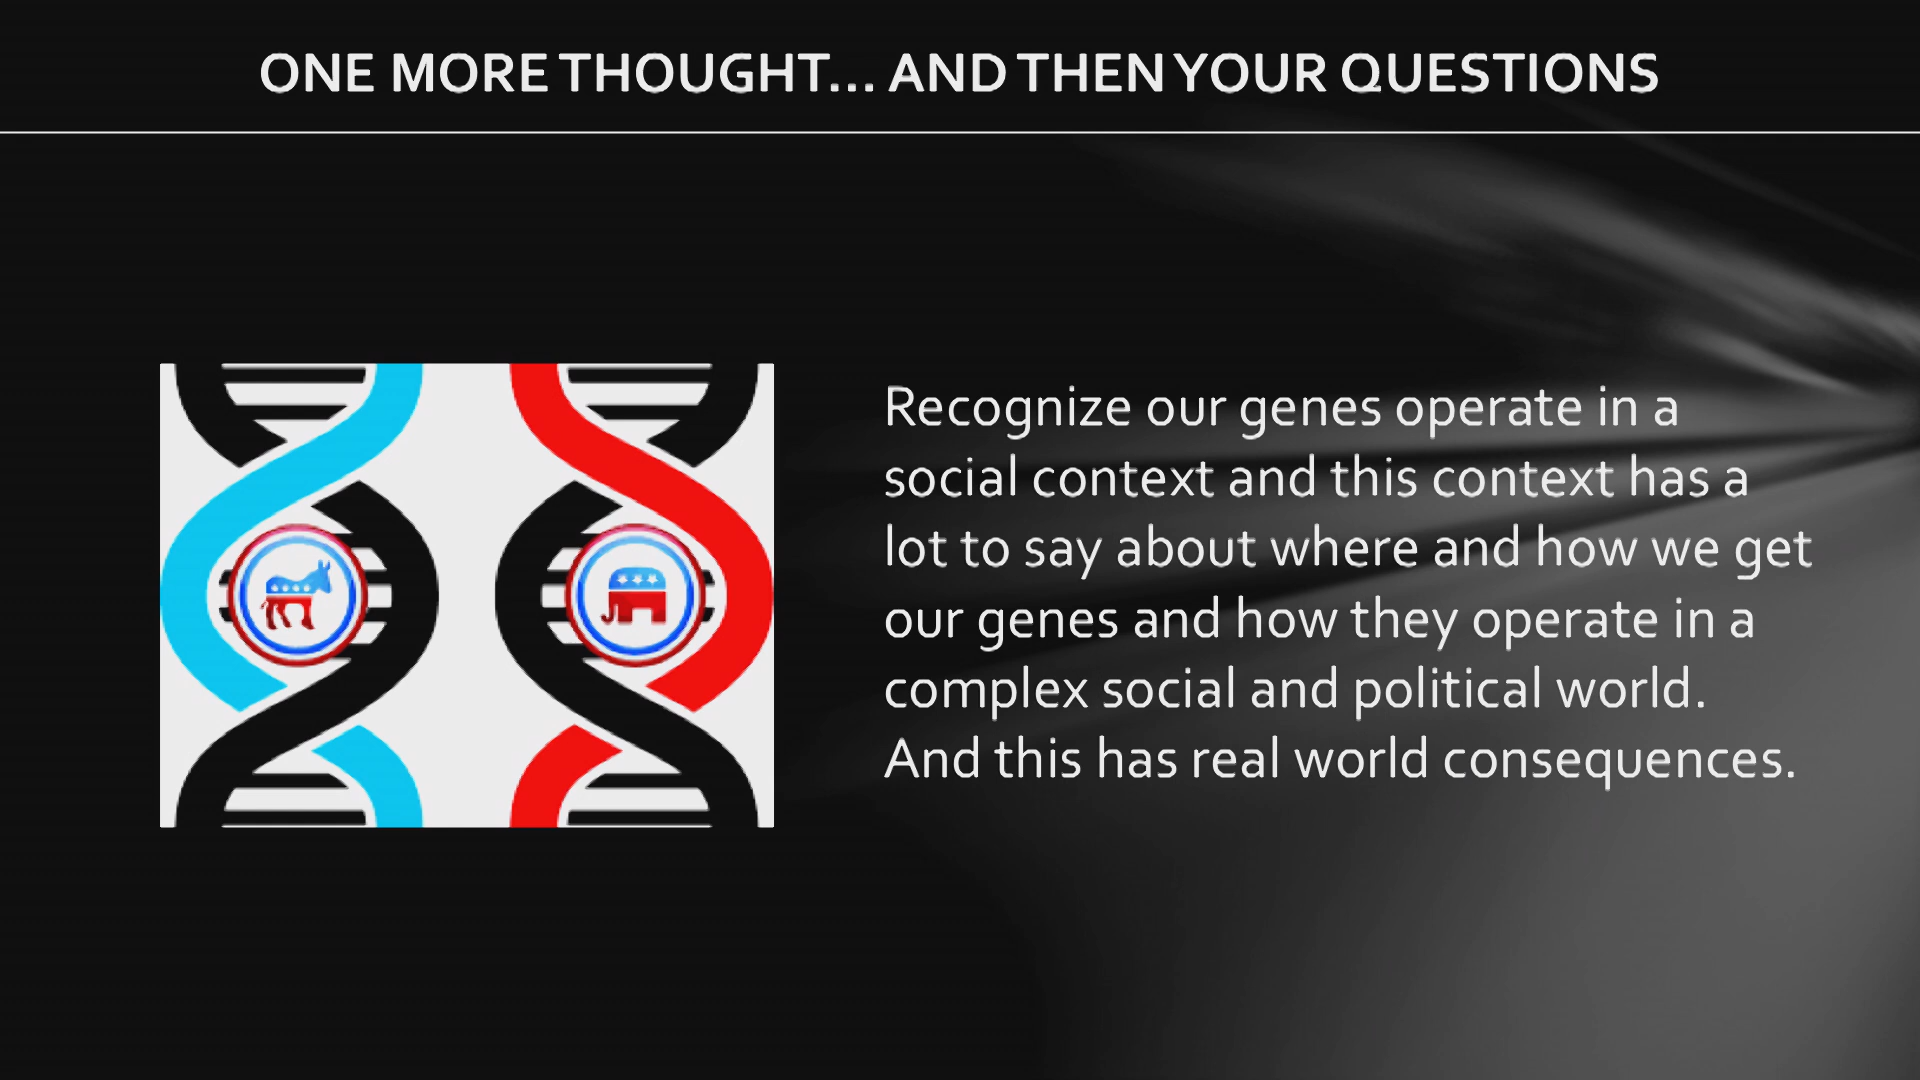 ONE MORE THOUGHT... AND THEN YOUR QUESTIONS
Recognize our genes operate in a
social context and this context has a
lot to say about where and how we get
our genes and how they operate in a
complex social and political world.
And this has real world consequences.